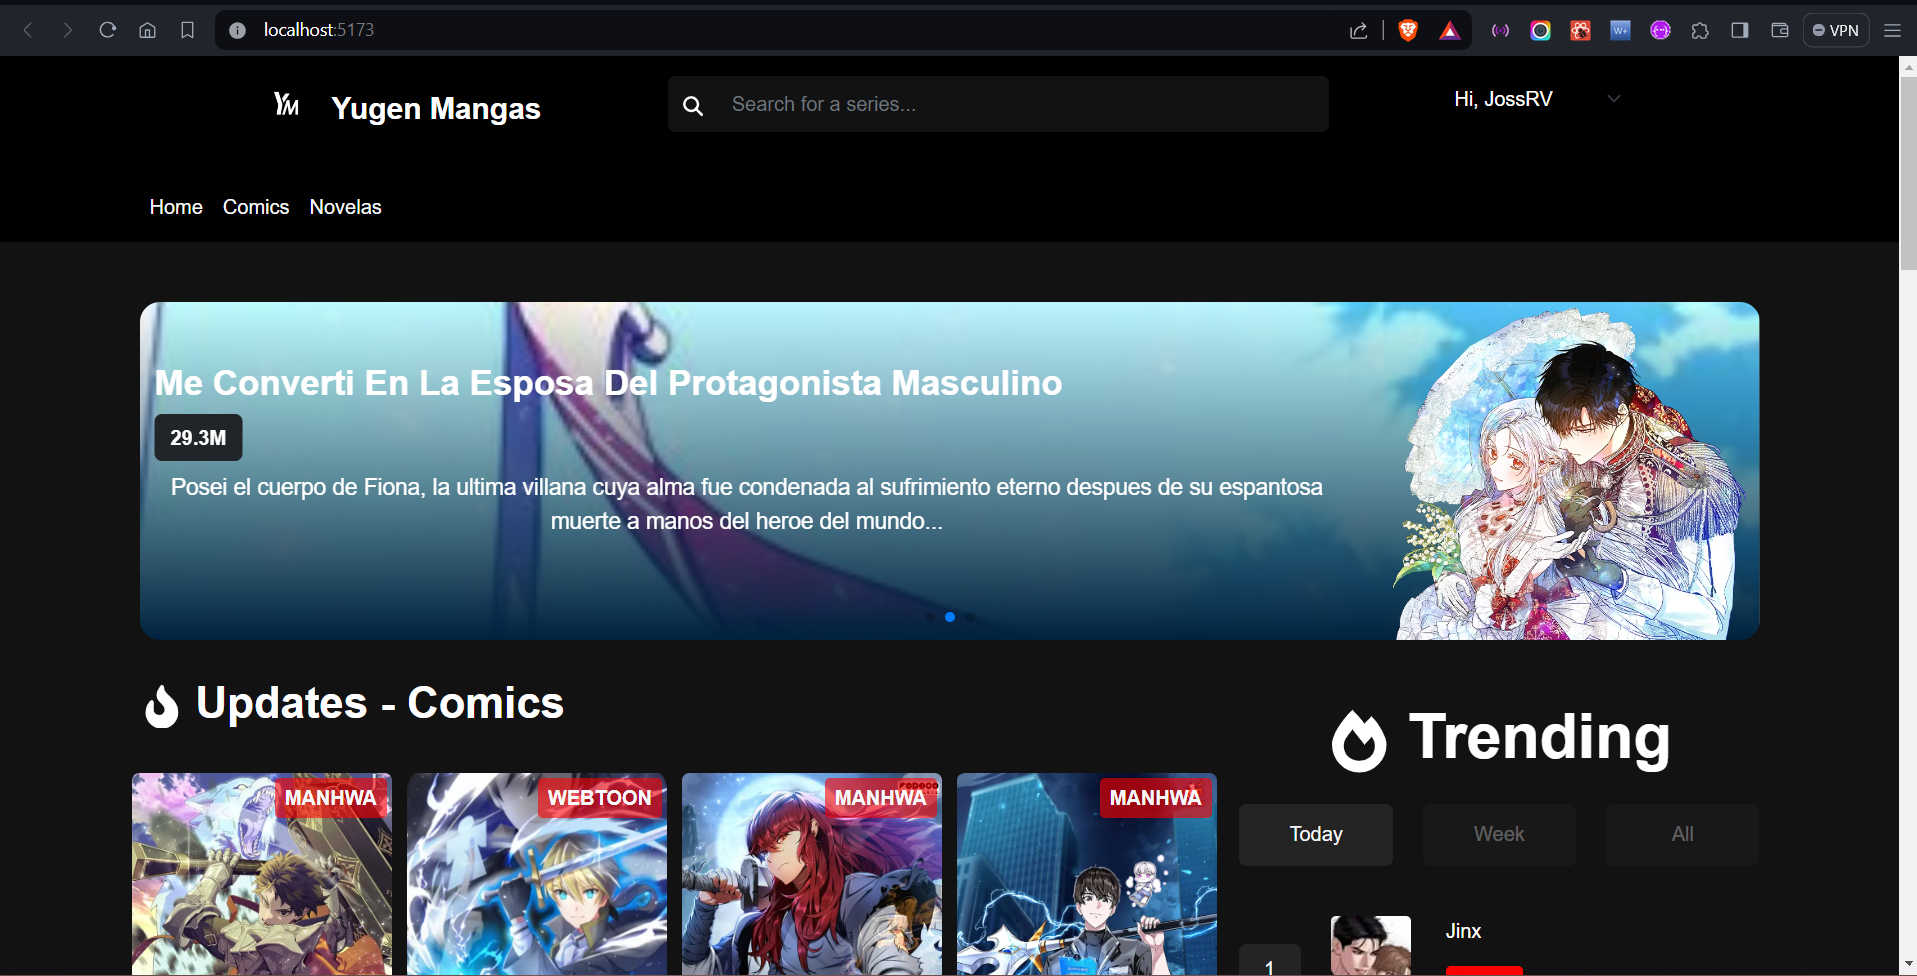 localhost:5173
VPN
YM
Yugen Mangas
Search for a series...
Hi, JossRV
Home Comics Novelas
Me Converti En La Esposa Del Protagonista Masculino
29.3M
Posei el cuerpo de Fiona, la ultima villana cuya alma fue condenada al sufrimiento eterno despues de su espantosa
muerte a manos del heroe del mundo...
Updates - Comics
Trending
MANHWA
WEBTOON
MANHWA
MANHWA
Today
Week
All
Jinx
1